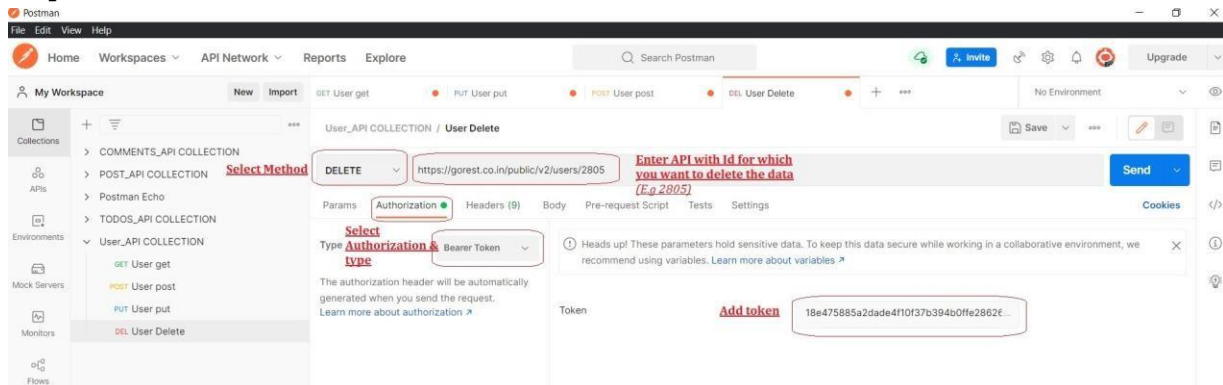 Postman
File Edit View Help
Home Workspaces API Network Reports Explore Search Postman Invite Upgrade
My Workspace New Import GET User get PUT User put POST User post DEL User Delete No Environment
Collections
APIs
Environments
Mock Servers
Monitors
Flows
COMMENTS_API COLLECTION
POST_API COLLECTION
Postman Echo
TODOS_API COLLECTION
User_API COLLECTION
GET User get
POST User post
PUT User put
DEL User Delete
User_API COLLECTION / User Delete Save
Select Method
DELETE https://gorest.co.in/public/v2/users/2805
Enter API with Id for which
you want to delete the data
(E.g 2805)
Send
Params Authorization Headers (9) Body Pre-request Script Tests Settings Cookies
Select
Authorization &
type
Type Bearer Token
The authorization header will be automatically
generated when you send the request.
Learn more about authorization
Heads up! These parameters hold sensitive data. To keep this data secure while working in a collaborative environment, we
recommend using variables. Learn more about variables
Token Add token 18e475885a2dade4f10f37b394b0ffe28626...